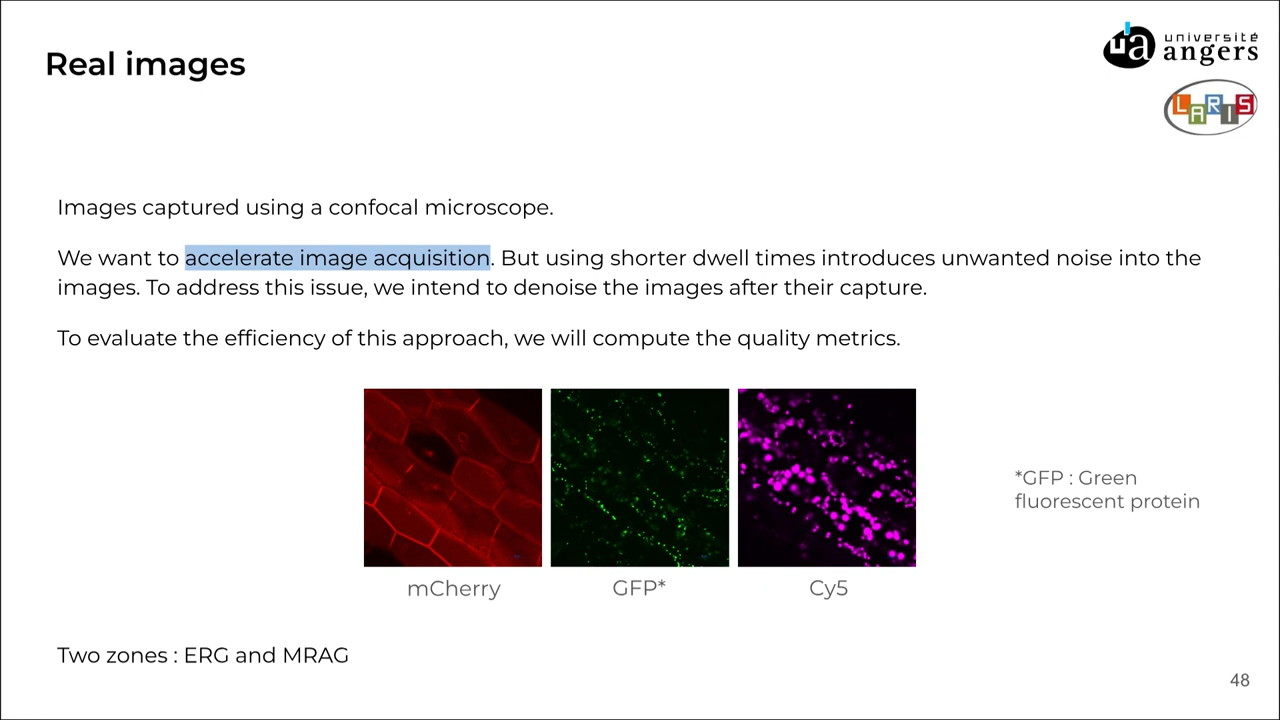 Real images
université
angers
LARIS
Images captured using a confocal microscope.
We want to accelerate image acquisition. But using shorter dwell times introduces unwanted noise into the
images. To address this issue, we intend to denoise the images after their capture.
To evaluate the efficiency of this approach, we will compute the quality metrics.
*GFP : Green
fluorescent protein
mCherry
GFP*
Cy5
Two zones : ERG and MRAG
48